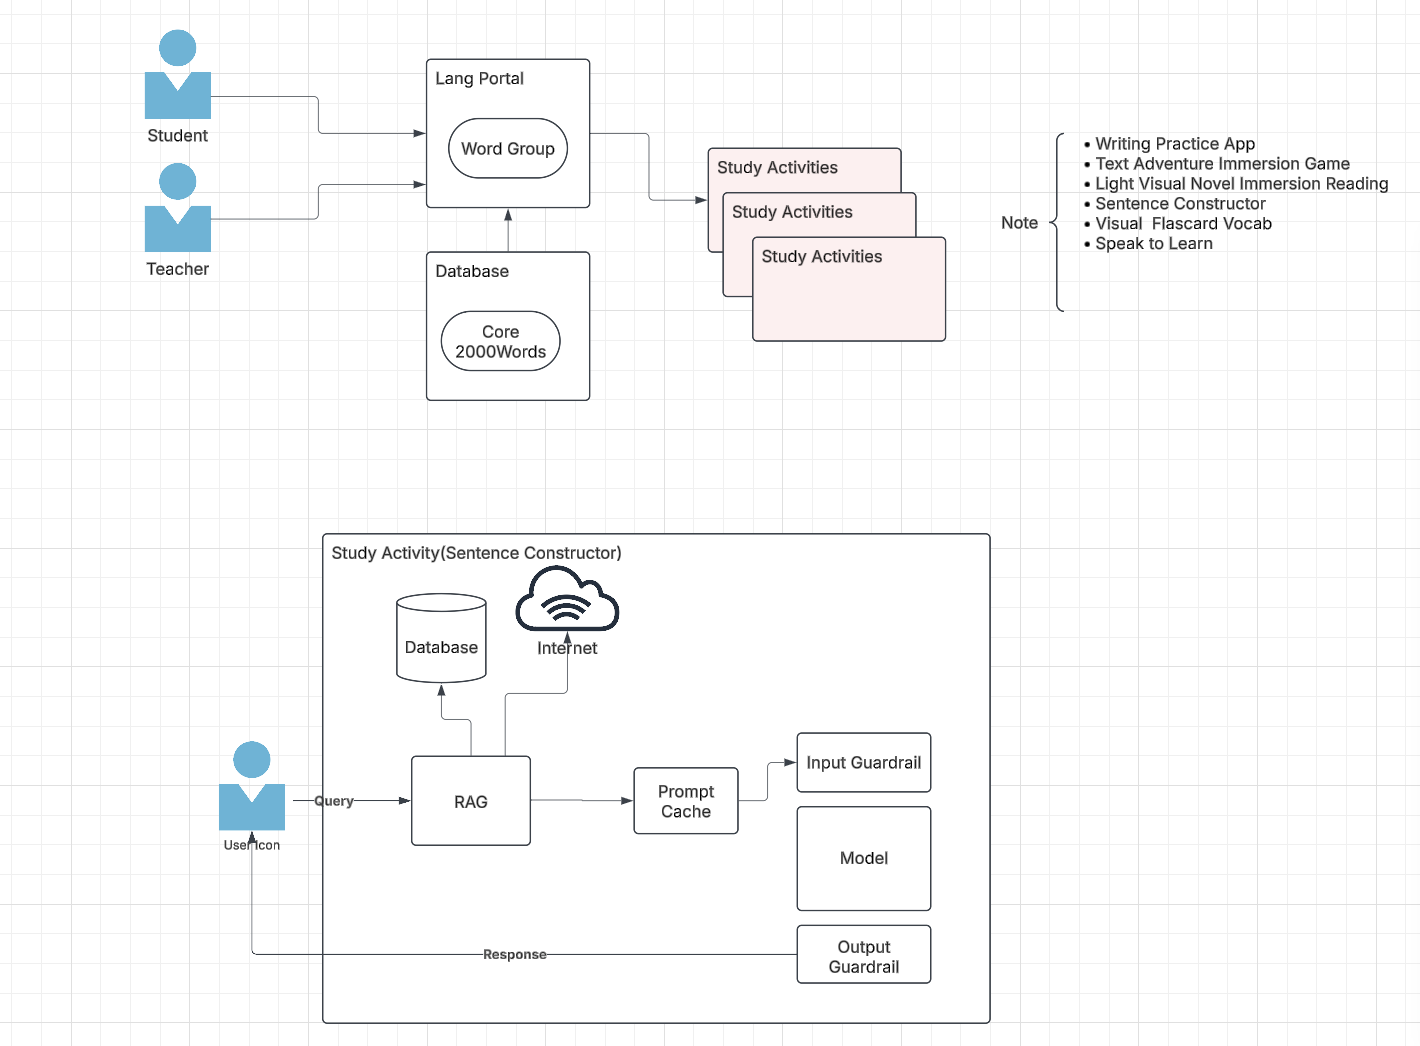 Student
Teacher
Lang Portal
Word Group
Database
Core
2000Words
Study Activities
Study Activities
Study Activities
Note
• Writing Practice App
• Text Adventure Immersion Game
• Light Visual Novel Immersion Reading
• Sentence Constructor
• Visual  Flascard Vocab
• Speak to Learn
Study Activity(Sentence Constructor)
Database
Internet
User Icon
Query
RAG
Prompt
Cache
Input Guardrail
Model
Output
Guardrail
Response